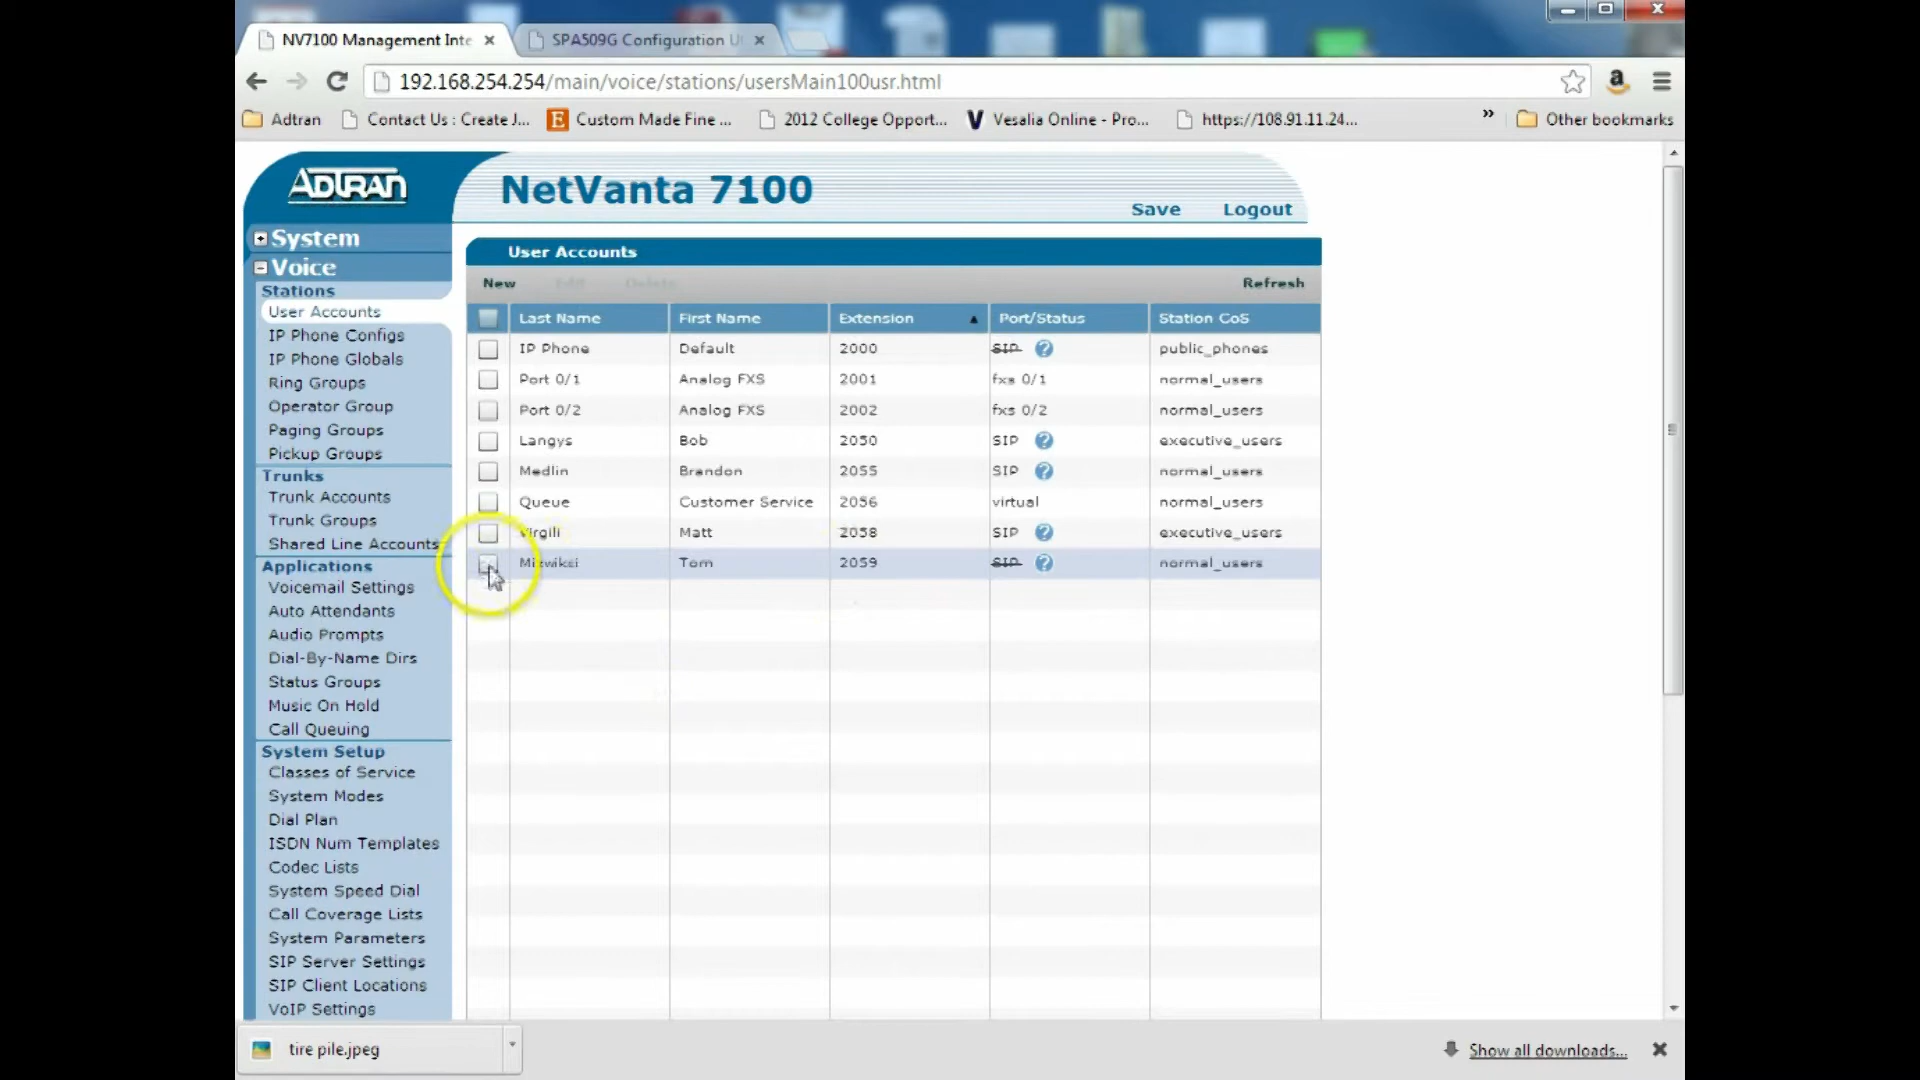 NV7100 Management Inte
SPA509G Configuration U
192.168.254.254/main/voice/stations/usersMain100usr.html
Adtran Contact Us : Create J... Custom Made Fine ... 2012 College Opport... Vesalia Online - Pro... https://108.91.11.24... » Other bookmarks
ADTRAN
NetVanta 7100
Save Logout
System
Voice
Stations
User Accounts
IP Phone Configs
IP Phone Globals
Ring Groups
Operator Group
Paging Groups
Pickup Groups
Trunks
Trunk Accounts
Trunk Groups
Shared Line Accounts
Applications
Voicemail Settings
Auto Attendants
Audio Prompts
Dial-By-Name Dirs
Status Groups
Music On Hold
Call Queuing
System Setup
Classes of Service
System Modes
Dial Plan
ISDN Num Templates
Codec Lists
System Speed Dial
Call Coverage Lists
System Parameters
SIP Server Settings
SIP Client Locations
VoIP Settings
User Accounts
New Edit Delete Refresh
Last Name First Name Extension Port/Status Station CoS
IP Phone Default 2000 SIP ? public_phones
Port 0/1 Analog FXS 2001 fxs 0/1 normal_users
Port 0/2 Analog FXS 2002 fxs 0/2 normal_users
Langys Bob 2050 SIP ? executive_users
Medlin Brandon 2055 SIP ? normal_users
Queue Customer Service 2056 virtual normal_users
Virgili Matt 2058 SIP ? executive_users
Tom 2059 SIP ? normal_users
tire pile.jpeg
Show all downloads...